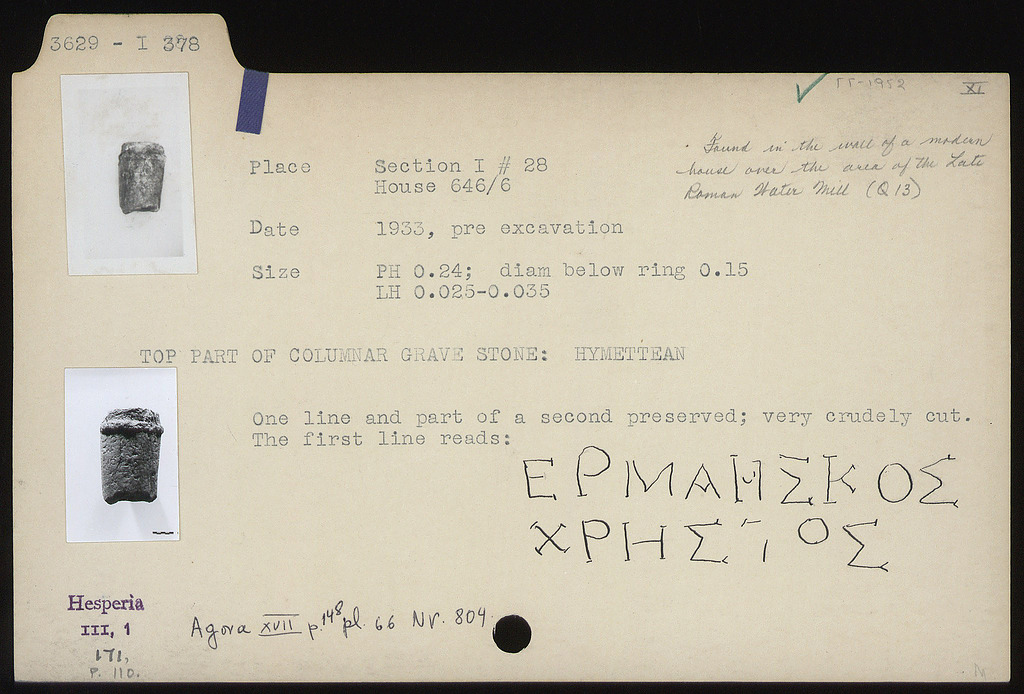 3629 - I 378
ΓΓ-1952
XI
Place Section I # 28
House 646/6
Found in the wall of a modern
house over the area of the Late
Roman Water Mill (Q 13)
Date 1933, pre excavation
Size PH 0.24; diam below ring 0.15
LH 0.025-0.035
TOP PART OF COLUMNAR GRAVE STONE: HYMETTEAN
One line and part of a second preserved; very crudely cut.
The first line reads:
ΕΡΜΑΗΣΚΟΣ
ΧΡΗΣΤΟΣ
Hesperia
III, 1
171,
P. 110.
Agora XVII p. 148 pl. 66 Nr. 804.